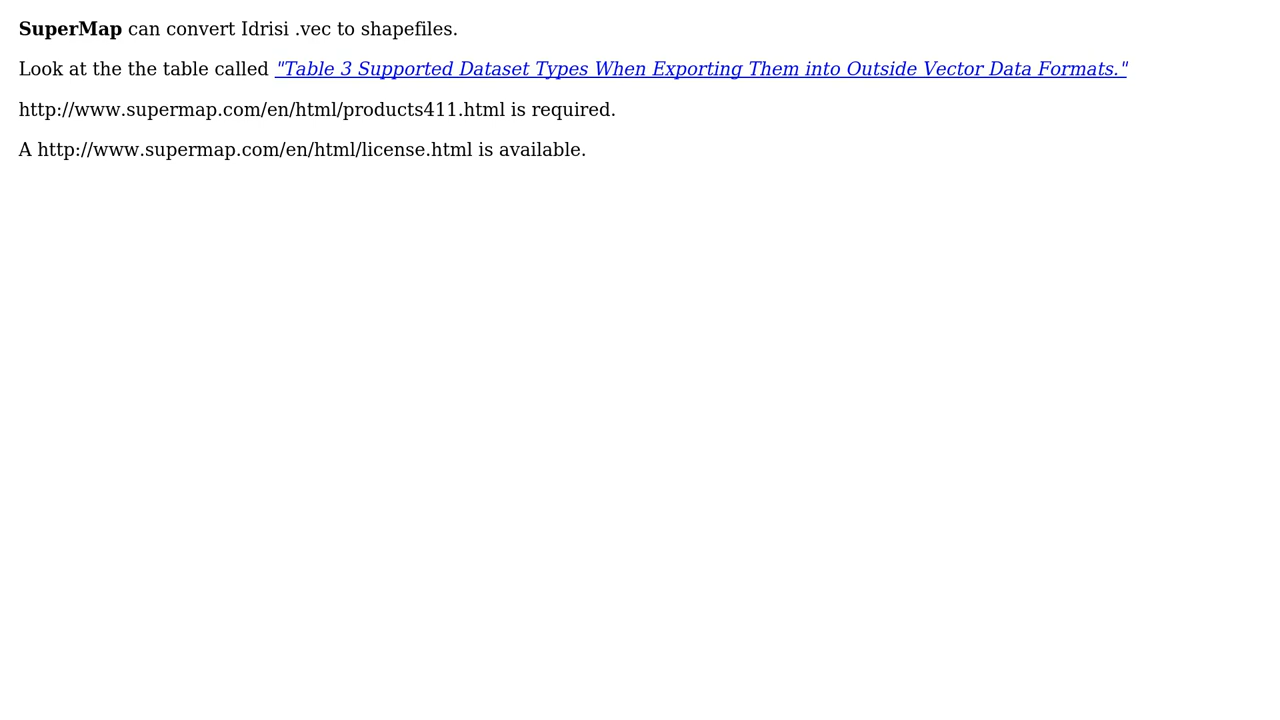 SuperMap can convert Idrisi .vec to shapefiles.
Look at the the table called "Table 3 Supported Dataset Types When Exporting Them into Outside Vector Data Formats."
http://www.supermap.com/en/html/products411.html is required.
A http://www.supermap.com/en/html/license.html is available.